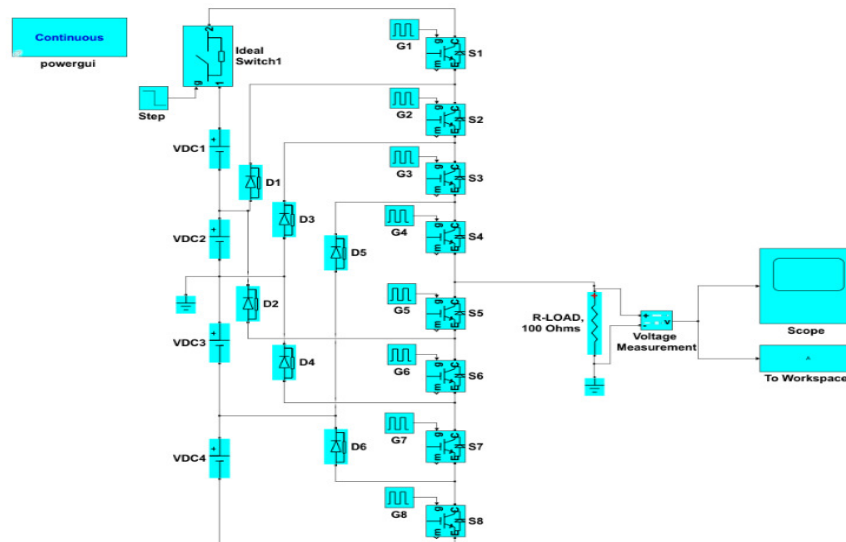 Continuous
powergui
2
Ideal
Switch1
g
1
Step
VDC1
VDC2
VDC3
VDC4
D1
D3
D5
D2
D4
D6
G1
g
C
m
E
S1
G2
g
C
m
E
S2
G3
g
C
m
E
S3
G4
g
C
m
E
S4
G5
g
C
m
E
S5
G6
g
C
m
E
S6
G7
g
C
m
E
S7
G8
g
C
m
E
S8
R-LOAD,
100 Ohms
+
-
v
Voltage
Measurement
Scope
To Workspace